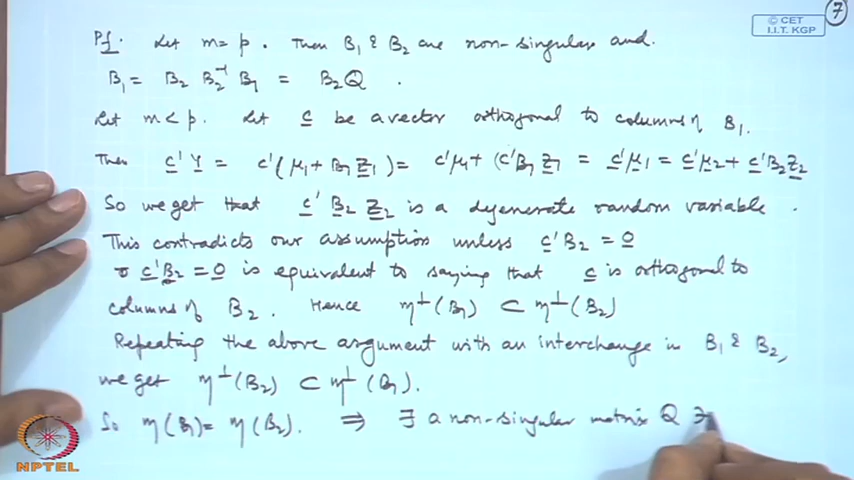 7
© CET
I.I.T. KGP
Pf. Let m = p. Then B₁ & B₂ are non-singular and.
B₁ = B₂ B₂⁻¹ B₁ = B₂Q .
Let m < p. Let c be a vector orthogonal to columns of B₁.
Then c'Y = c'(μ₁ + B₁ Z₁) = c'μ₁ + (c'B₁ Z₁ = c'μ₁ = c'μ₂ + c'B₂Z₂
So we get that c' B₂ Z₂ is a degenerate random variable .
This contradicts our assumption unless c'B₂ = 0
c'B₂ = 0 is equivalent to saying that c is orthogonal to
columns of B₂. Hence η⊥(B₁) ⊂ η⊥(B₂)
Repeating the above argument with an interchange in B₁ & B₂,
we get η⊥(B₂) ⊂ η⊥(B₁).
So η(B₁) = η(B₂). ⇒ ∃ a non-singular matrix Q ∋
NPTEL